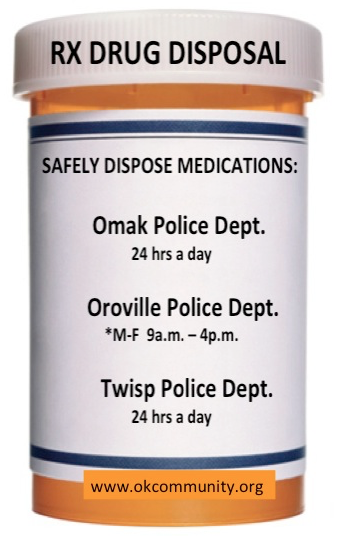 RX DRUG DISPOSAL
SAFELY DISPOSE MEDICATIONS:
Omak Police Dept.
24 hrs a day
Oroville Police Dept.
*M-F 9a.m. – 4p.m.
Twisp Police Dept.
24 hrs a day
www.okcommunity.org